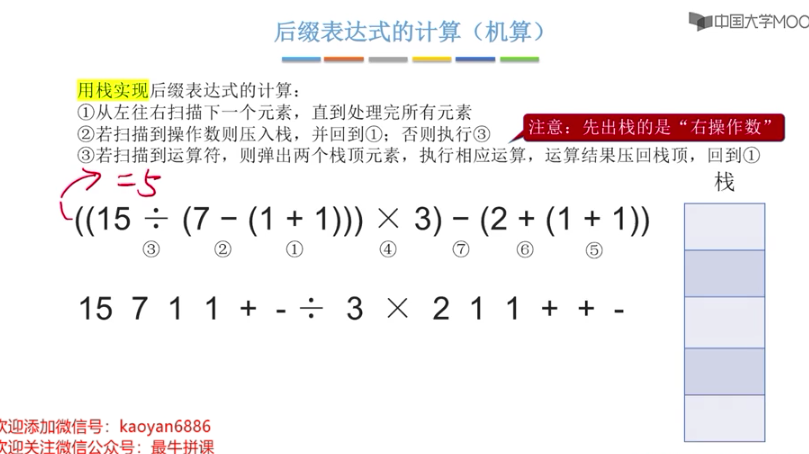 后缀表达式的计算（机算）
中国大学MOO
用栈实现后缀表达式的计算：
①从左往右扫描下一个元素，直到处理完所有元素
②若扫描到操作数则压入栈，并回到①；否则执行③
注意：先出栈的是“右操作数”
③若扫描到运算符，则弹出两个栈顶元素，执行相应运算，运算结果压回栈顶，回到①
=5
栈
((15 ÷ (7 − (1 + 1))) × 3) − (2 + (1 + 1))
③ ② ① ④ ⑦ ⑥ ⑤
15 7 1 1 + - ÷ 3 × 2 1 1 + + -
欢迎添加微信号：kaoyan6886
欢迎关注微信公众号：最牛拼课